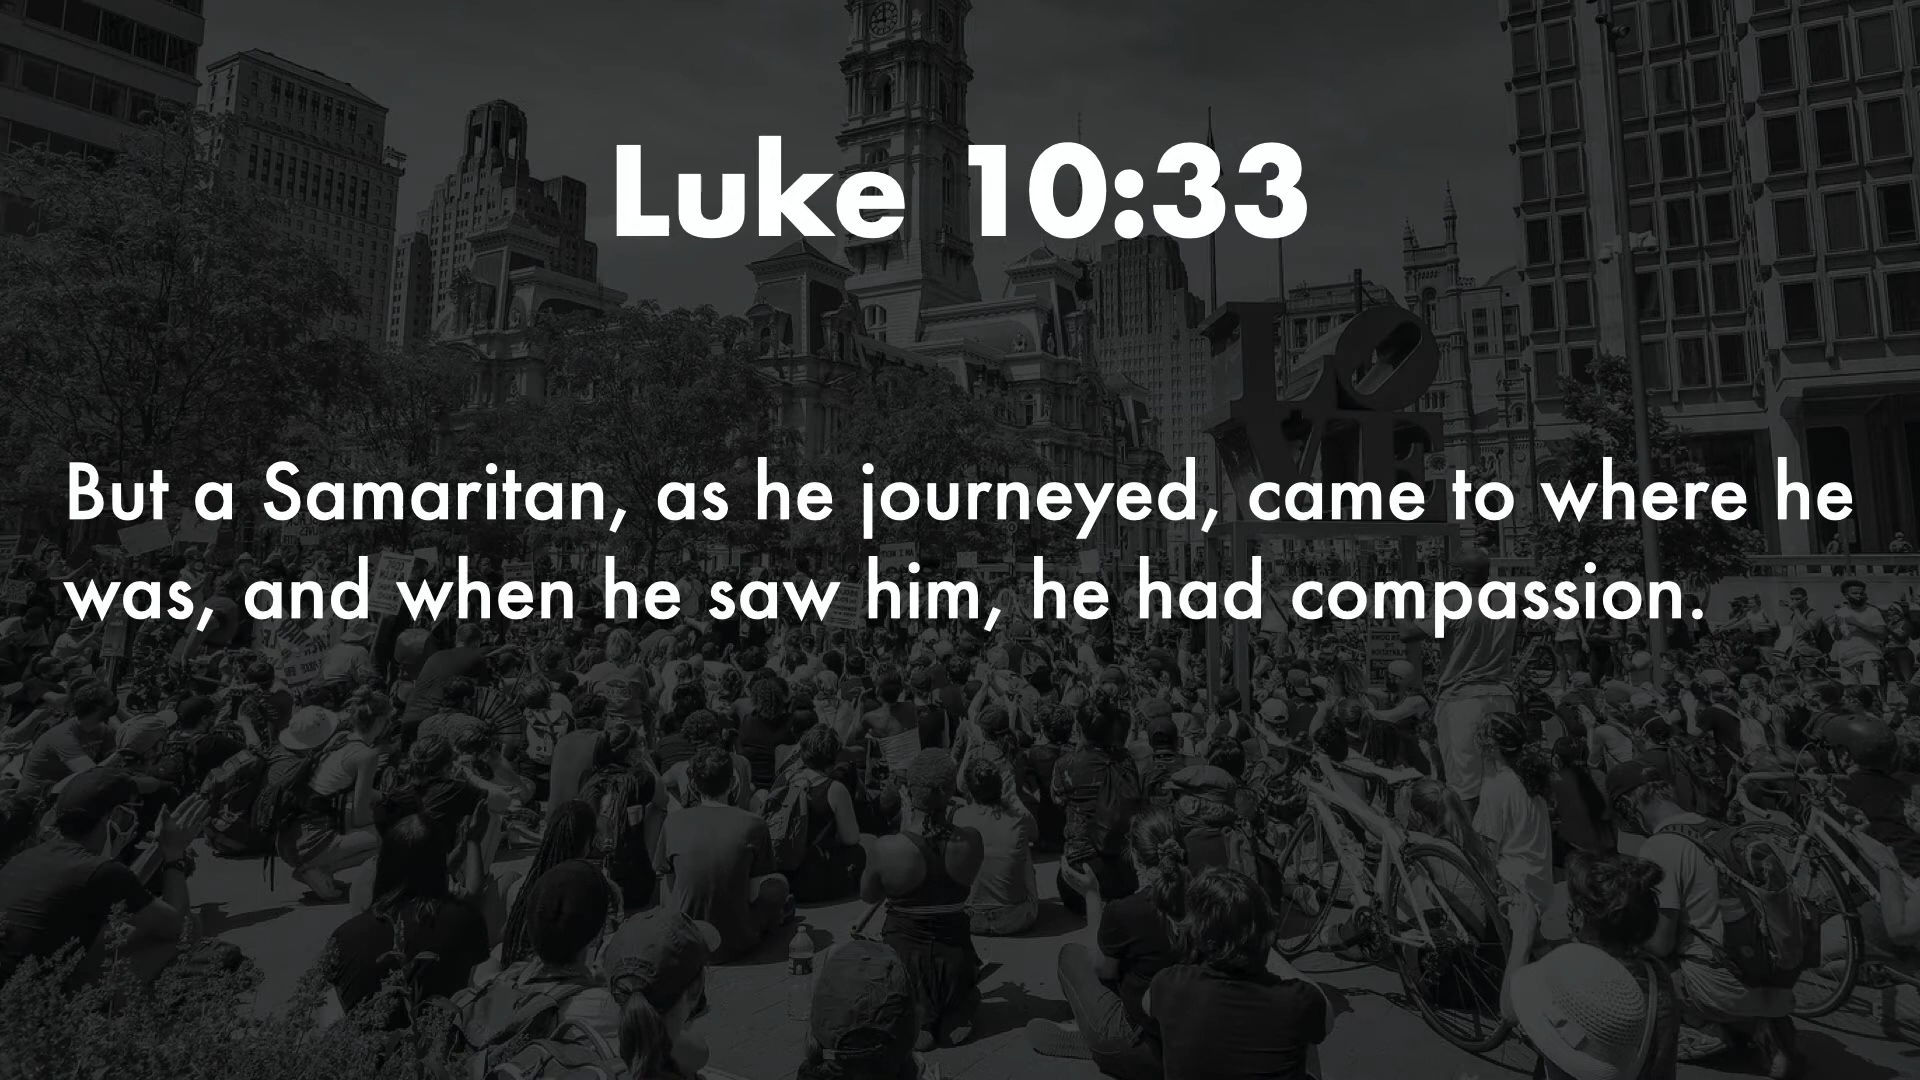 Luke 10:33
LOVE
But a Samaritan, as he journeyed, came to where he
was, and when he saw him, he had compassion.